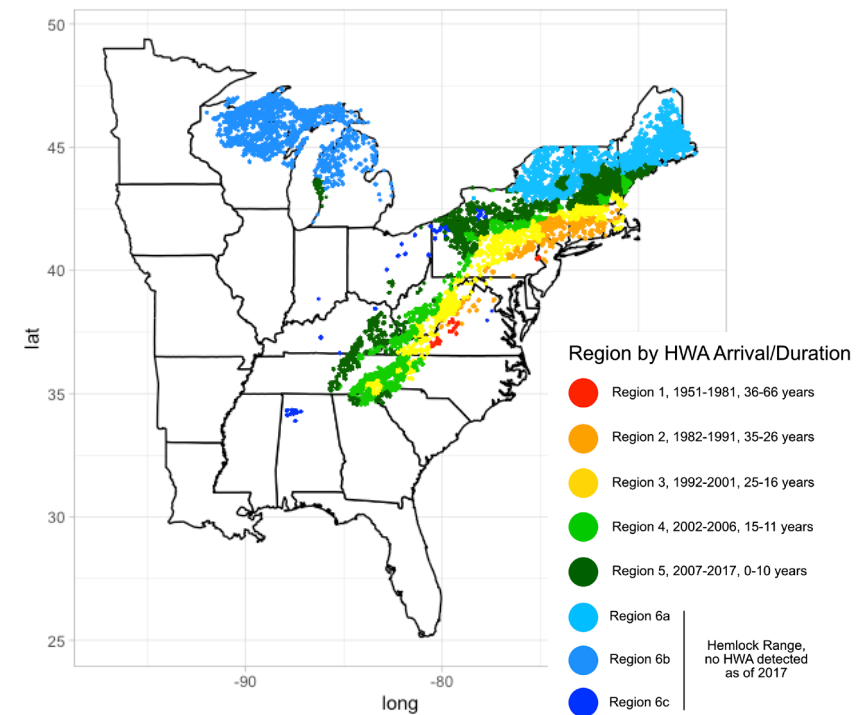 50
45
40
35
30
25
lat
-90
-80
long
Region by HWA Arrival/Duration
Region 1, 1951-1981, 36-66 years
Region 2, 1982-1991, 35-26 years
Region 3, 1992-2001, 25-16 years
Region 4, 2002-2006, 15-11 years
Region 5, 2007-2017, 0-10 years
Region 6a
Region 6b
Region 6c
Hemlock Range,
no HWA detected
as of 2017